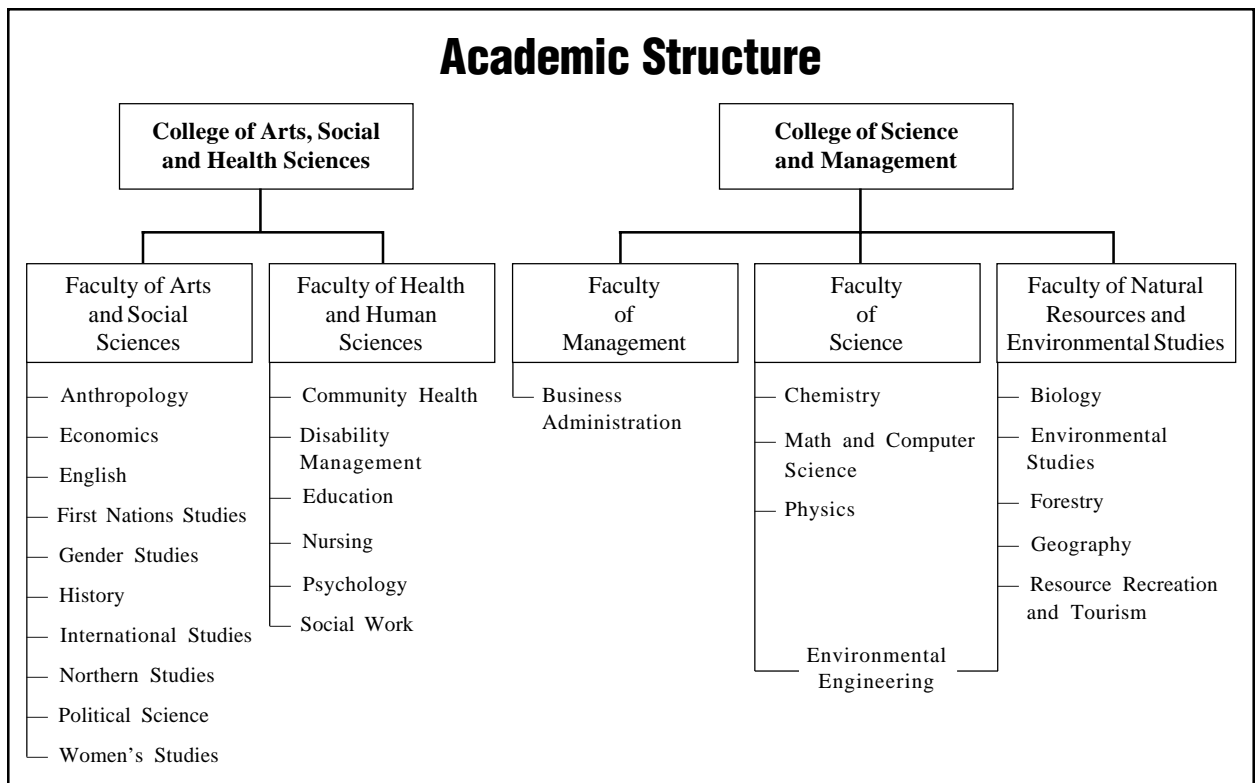 Academic Structure
College of Arts, Social
and Health Sciences
College of Science
and Management
Faculty of Arts
and Social
Sciences
Faculty of Health
and Human
Sciences
Faculty
of
Management
Faculty
of
Science
Faculty of Natural
Resources and
Environmental Studies
Anthropology
Economics
English
First Nations Studies
Gender Studies
History
International Studies
Northern Studies
Political Science
Women’s Studies
Community Health
Disability
Management
Education
Nursing
Psychology
Social Work
Business
Administration
Chemistry
Math and Computer
Science
Physics
Biology
Environmental
Studies
Forestry
Geography
Resource Recreation
and Tourism
Environmental
Engineering